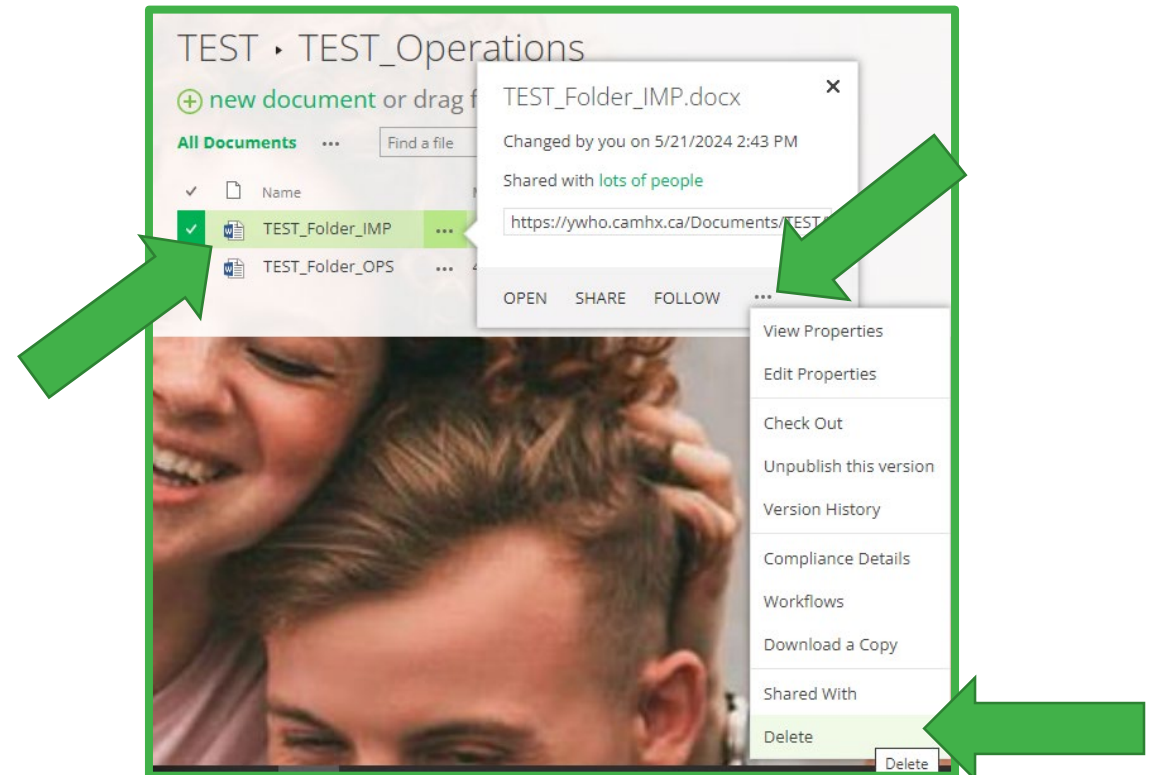 TEST ▸ TEST_Operations
new document or drag f
All Documents ... Find a file
Name
TEST_Folder_IMP ...
TEST_Folder_OPS ... 4
TEST_Folder_IMP.docx
Changed by you on 5/21/2024 2:43 PM
Shared with lots of people
https://ywho.camhx.ca/Documents/TEST/
OPEN SHARE FOLLOW ...
View Properties
Edit Properties
Check Out
Unpublish this version
Version History
Compliance Details
Workflows
Download a Copy
Shared With
Delete
Delete